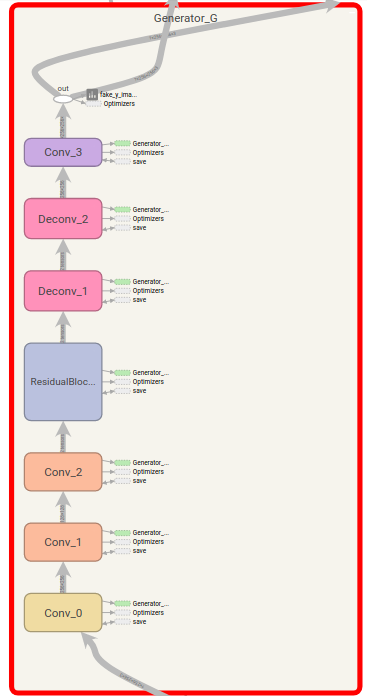 Generator_G
out
fake_y_ima...
Optimizers
Conv_3
Generator_...
Optimizers
save
Deconv_2
Generator_...
Optimizers
save
Deconv_1
Generator_...
Optimizers
save
ResidualBloc...
Generator_...
Optimizers
save
Conv_2
Generator_...
Optimizers
save
Conv_1
Generator_...
Optimizers
save
Conv_0
Generator_...
Optimizers
save